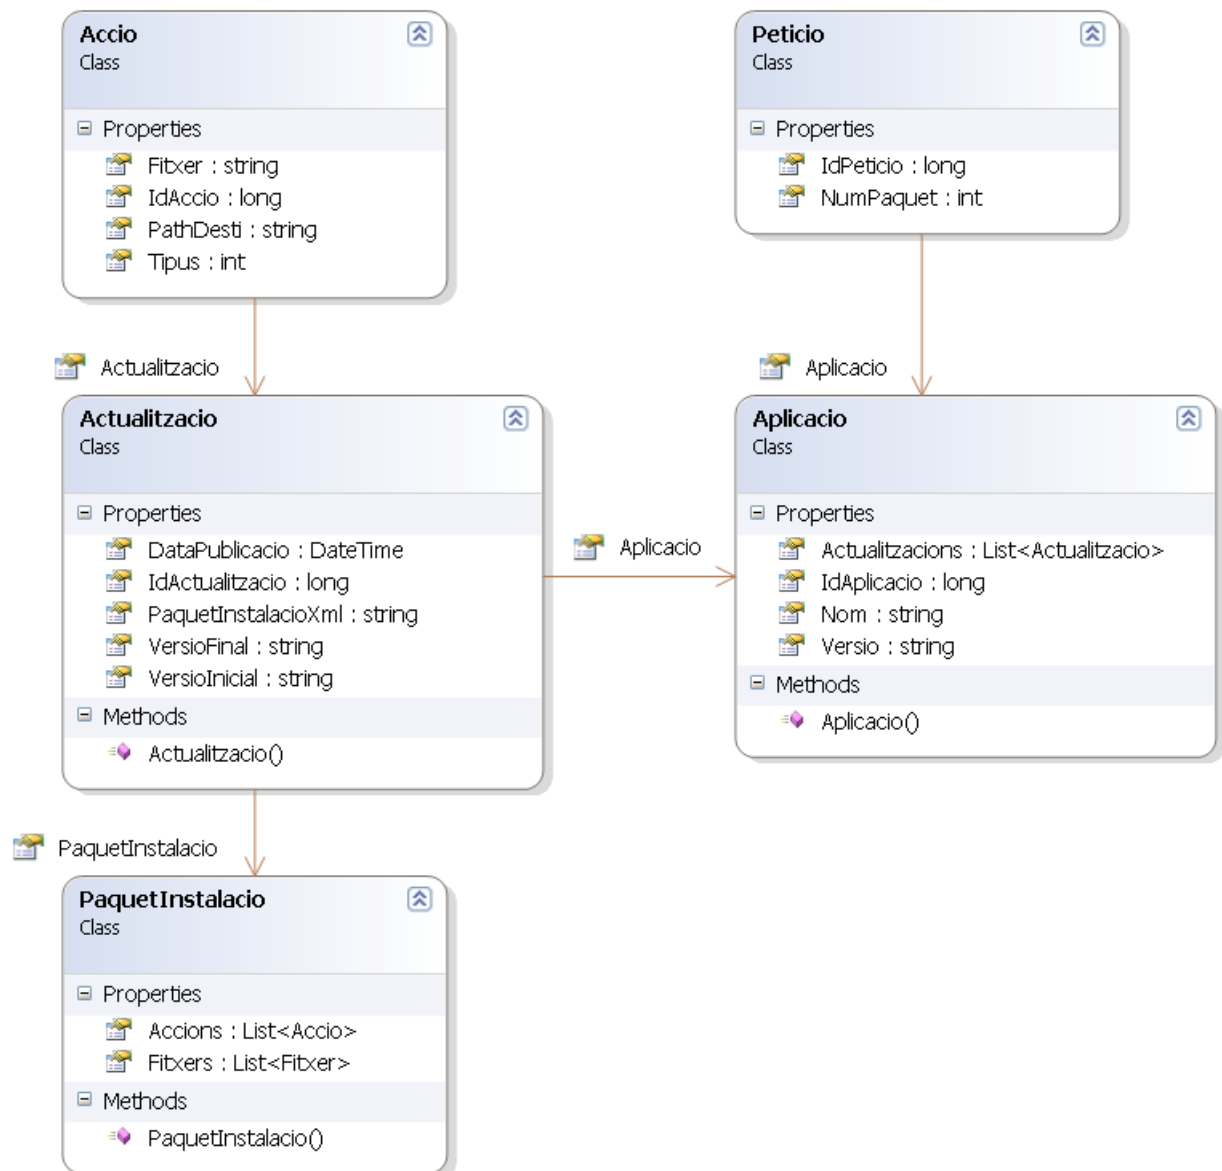 Accio
Class
Properties
Fitxer : string
IdAccio : long
PathDesti : string
Tipus : int
Peticio
Class
Properties
IdPeticio : long
NumPaquet : int
Actualitzacio
Aplicacio
Actualitzacio
Class
Properties
DataPublicacio : DateTime
IdActualitzacio : long
PaquetInstalacioXml : string
VersioFinal : string
VersioInicial : string
Methods
Actualitzacio()
Aplicacio
Aplicacio
Class
Properties
Actualitzacions : List<Actualitzacio>
IdAplicacio : long
Nom : string
Versio : string
Methods
Aplicacio()
PaquetInstalacio
PaquetInstalacio
Class
Properties
Accions : List<Accio>
Fitxers : List<Fitxer>
Methods
PaquetInstalacio()